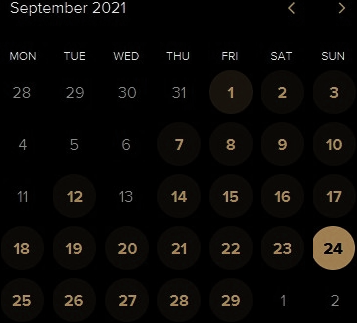 September 2021
MON TUE WED THU FRI SAT SUN
28 29 30 31 1 2 3
4 5 6 7 8 9 10
11 12 13 14 15 16 17
18 19 20 21 22 23 24
25 26 27 28 29 1 2